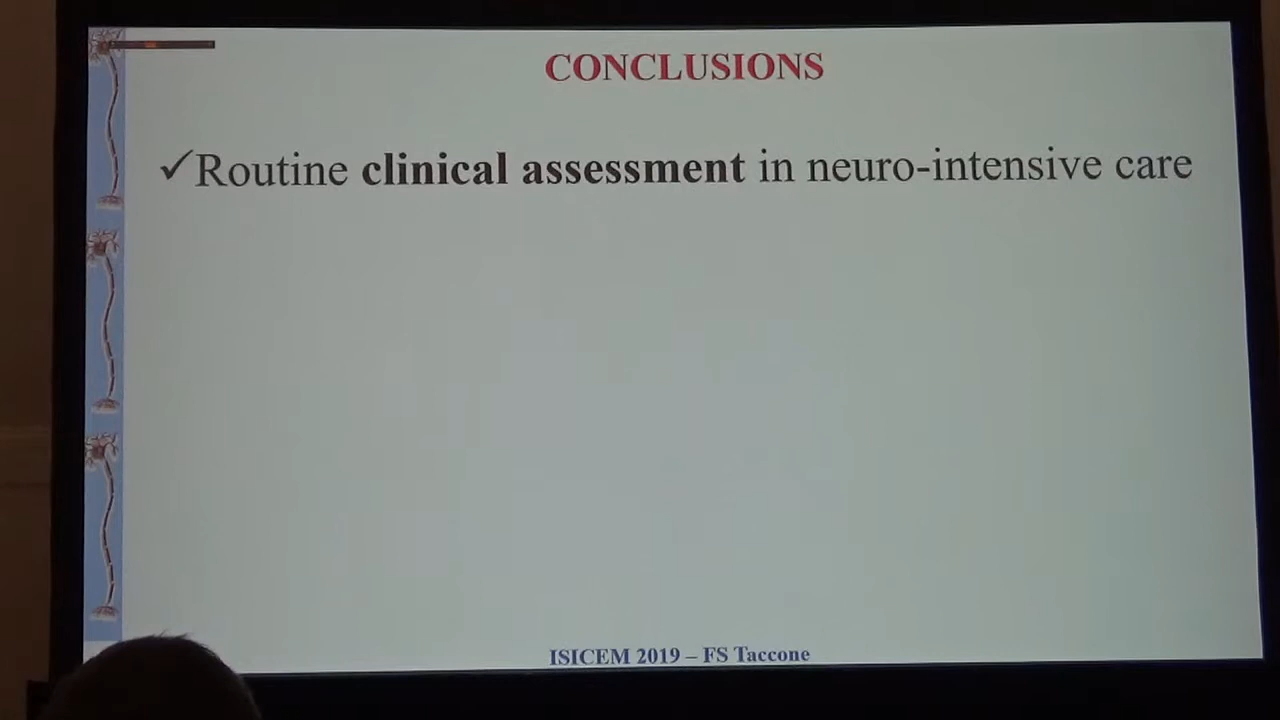 CONCLUSIONS
✓Routine clinical assessment in neuro-intensive care
ISICEM 2019 – FS Taccone